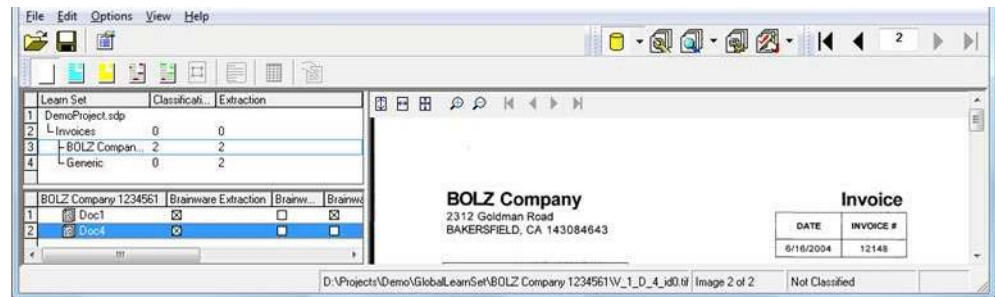 File Edit Options View Help
2
Learn Set Classificati... Extraction
1 DemoProject.sdp
2 Invoices 0 0
3 BOLZ Compan... 2 2
4 Generic 0 2
BOLZ Company 1234561 Brainware Extraction Brainw... Brainwa
1 Doc1
2 Doc4
BOLZ Company
2312 Goldman Road
BAKERSFIELD, CA 143084643
Invoice
DATE INVOICE #
6/16/2004 12148
D:\Projects\Demo\GlobalLearnSet\BOLZ Company 1234561\V_1_D_4_id0.tif Image 2 of 2 Not Classified